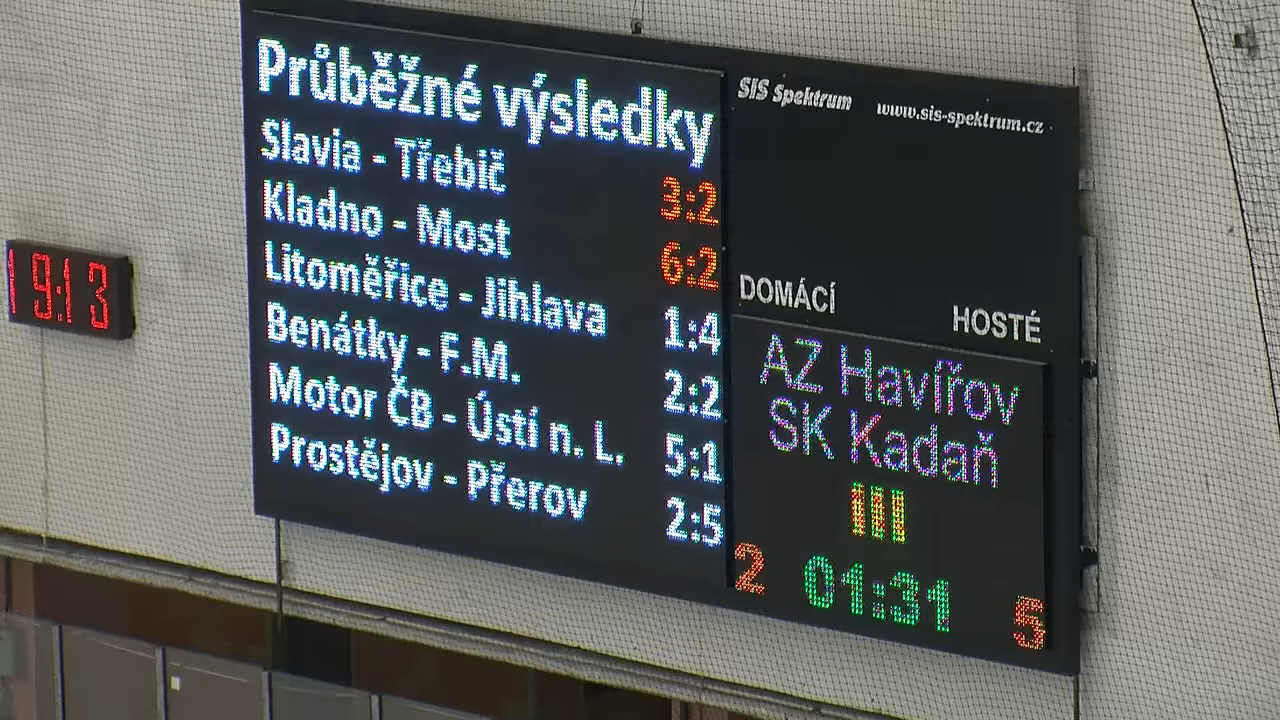 Průběžné výsledky
Slavia - Třebič 3:2
Kladno - Most 6:2
Litoměřice - Jihlava 1:4
Benátky - F.M. 2:2
Motor ČB - Ústí n. L. 5:1
Prostějov - Přerov 2:5
SIS Spektrum www.sis-spektrum.cz
DOMÁCÍ HOSTÉ
AZ Havířov
SK Kadaň
III
2 01:31 5
19:13